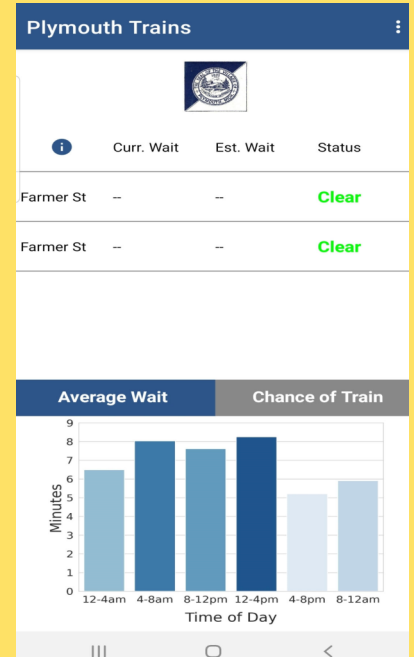 Plymouth Trains
i Curr. Wait Est. Wait Status
Farmer St -- -- Clear
Farmer St -- -- Clear
Average Wait Chance of Train
9
8
7
6
5
4
3
2
1
0
Minutes
12-4am 4-8am 8-12pm 12-4pm 4-8pm 8-12am
Time of Day